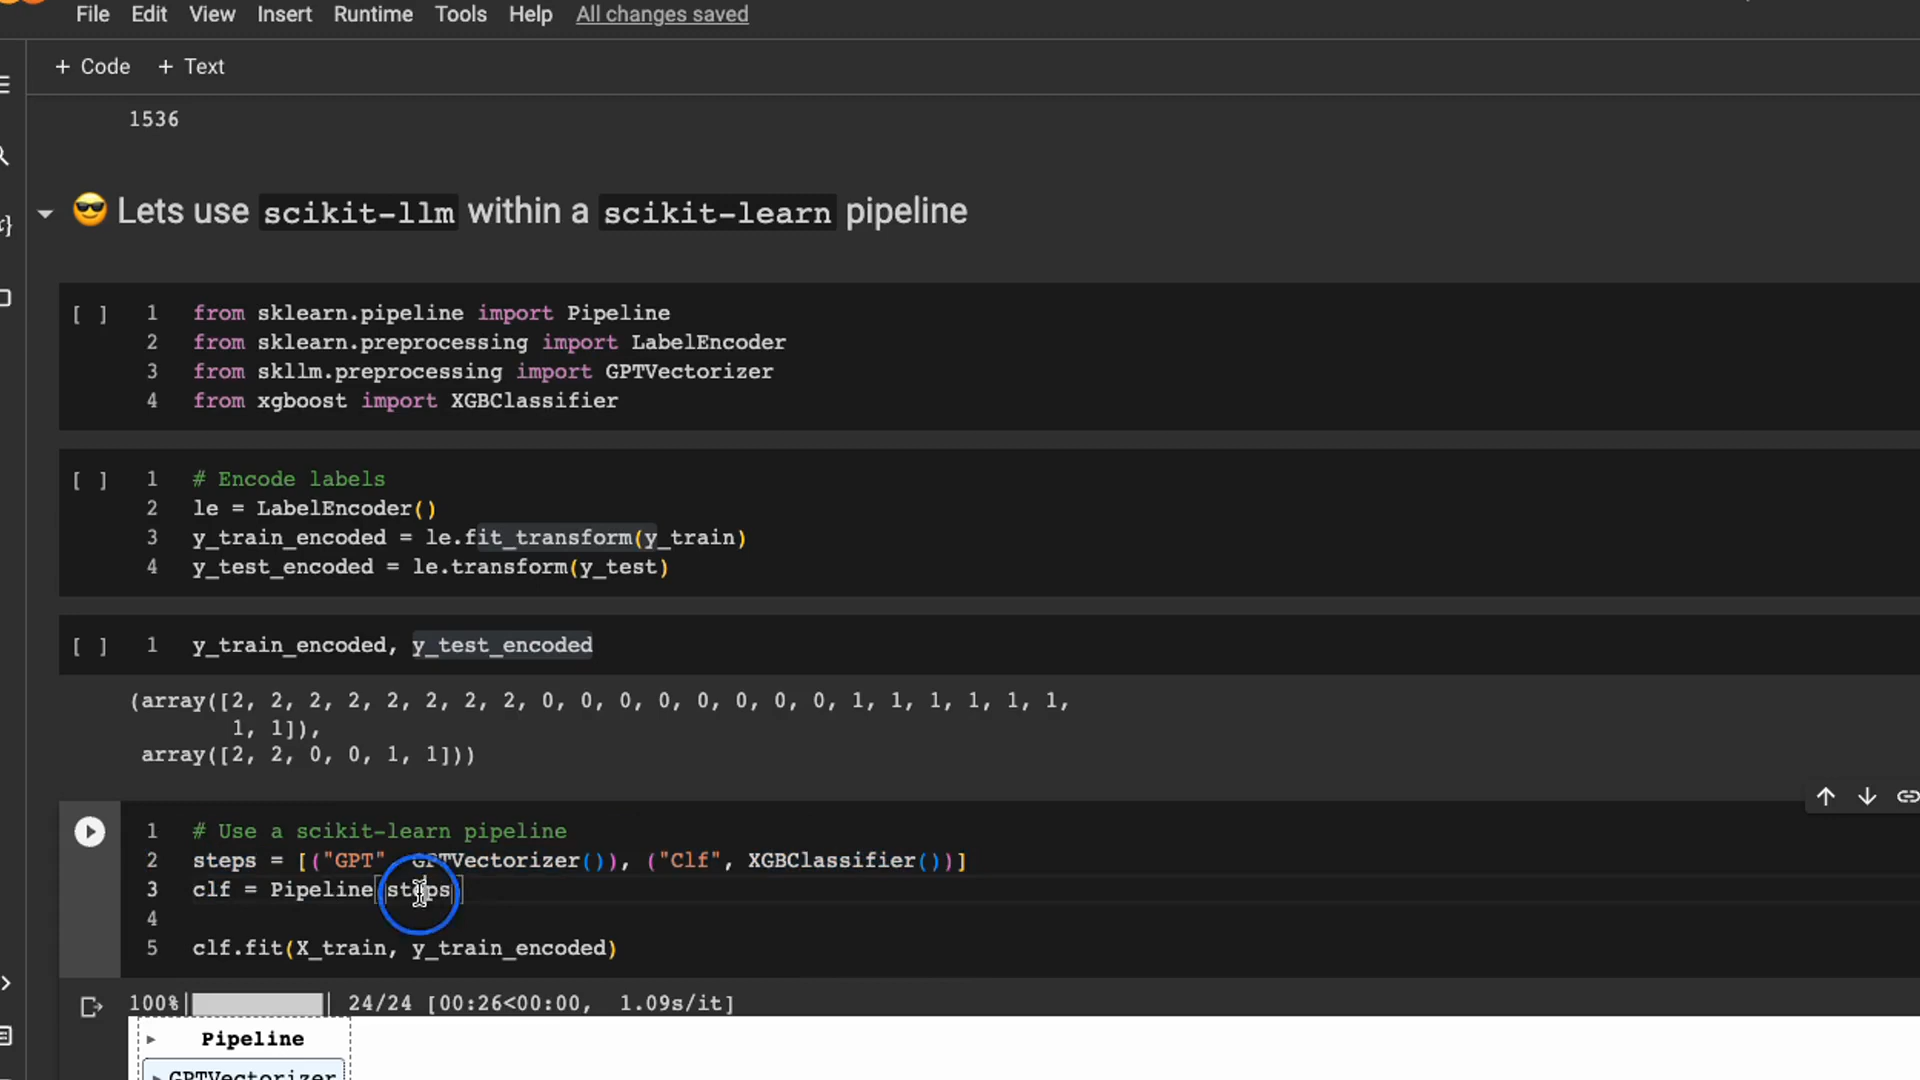 File Edit View Insert Runtime Tools Help All changes saved
+ Code + Text
1536
Lets use scikit-llm within a scikit-learn pipeline
[ ] 1 from sklearn.pipeline import Pipeline
2 from sklearn.preprocessing import LabelEncoder
3 from skllm.preprocessing import GPTVectorizer
4 from xgboost import XGBClassifier
[ ] 1 # Encode labels
2 le = LabelEncoder()
3 y_train_encoded = le.fit_transform(y_train)
4 y_test_encoded = le.transform(y_test)
[ ] 1 y_train_encoded, y_test_encoded
(array([2, 2, 2, 2, 2, 2, 2, 2, 0, 0, 0, 0, 0, 0, 0, 0, 1, 1, 1, 1, 1, 1,
1, 1]),
array([2, 2, 0, 0, 1, 1]))
1 # Use a scikit-learn pipeline
2 steps = [("GPT", GPTVectorizer()), ("Clf", XGBClassifier())]
3 clf = Pipeline(steps)
4
5 clf.fit(X_train, y_train_encoded)
100%| | 24/24 [00:26<00:00, 1.09s/it]
Pipeline
GPTVectorizer